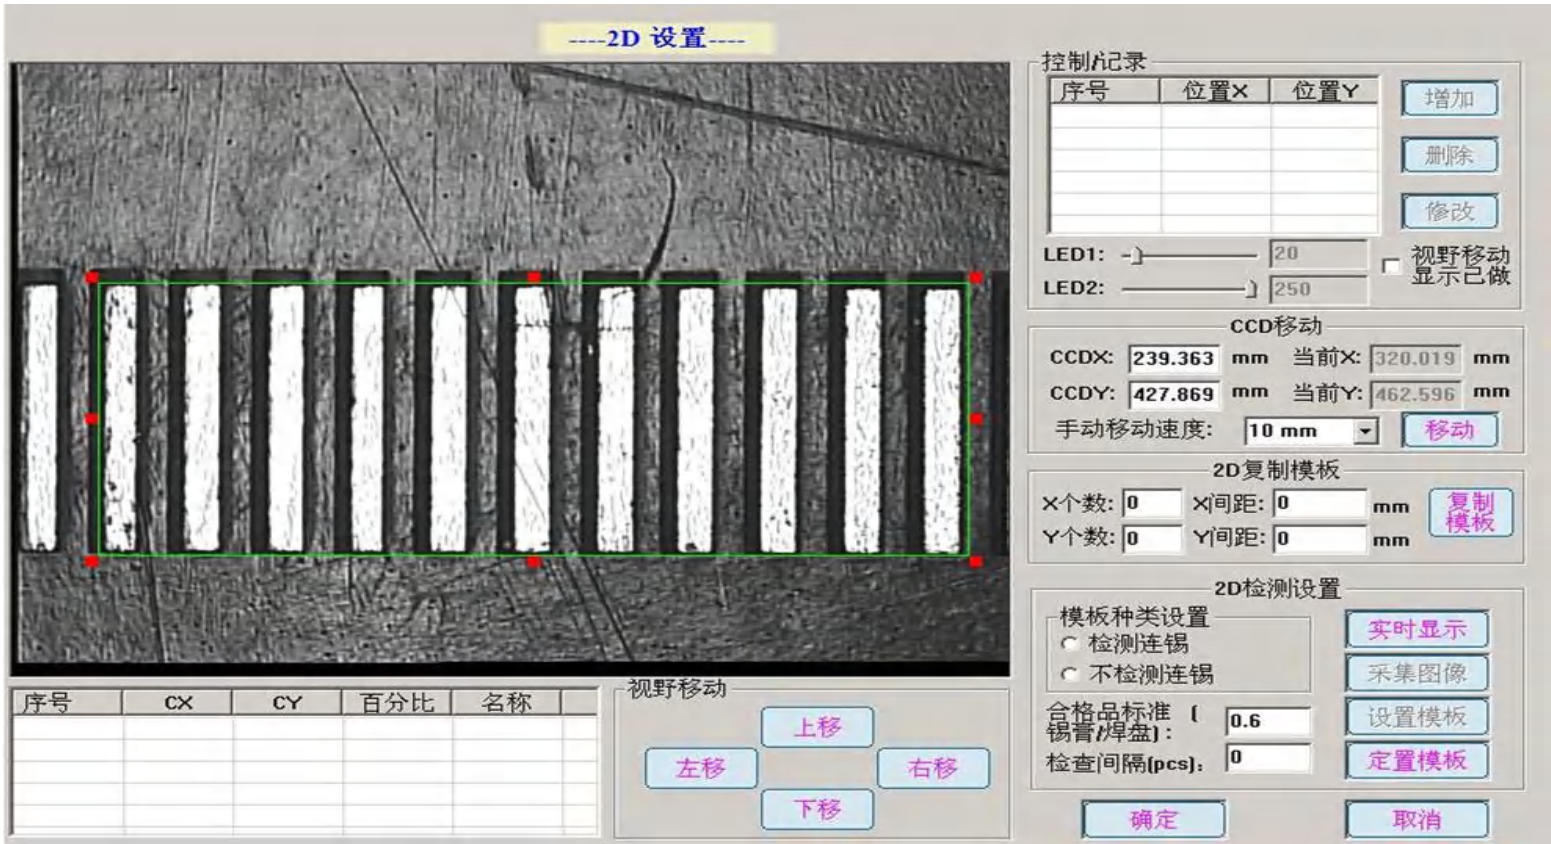 ----2D 设置----
控制/记录
序号 位置X 位置Y
增加
删除
修改
LED1: 20
LED2: 250
视野移动
显示已做
CCD移动
CCDX: 239.363 mm 当前X: 320.019 mm
CCDY: 427.869 mm 当前Y: 462.596 mm
手动移动速度: 10 mm 移动
2D复制模板
X个数: 0 X间距: 0 mm
Y个数: 0 Y间距: 0 mm
复制
模板
2D检测设置
模板种类设置
检测连锡
不检测连锡
合格品标准 (
锡膏/焊盘): 0.6
检查间隔(pcs): 0
实时显示
采集图像
设置模板
定置模板
确定 取消
序号 CX CY 百分比 名称
视野移动
上移
左移 右移
下移